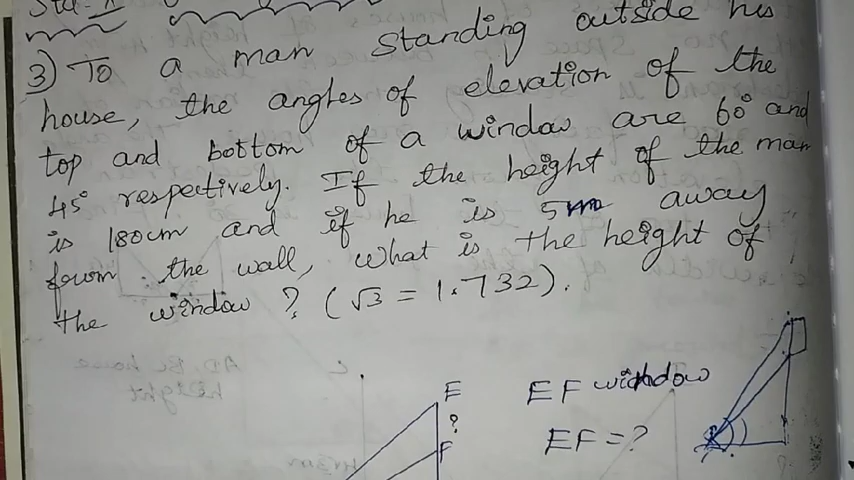 Std-X
3) To a man standing outside his
house, the angles of elevation of the
top and bottom of a window are 60° and
45° respectively. If the height of the man
is 180cm and if he is 5m away
from the wall, what is the height of
the window? (√3 = 1.732).
E
EF window
?
F
EF = ?